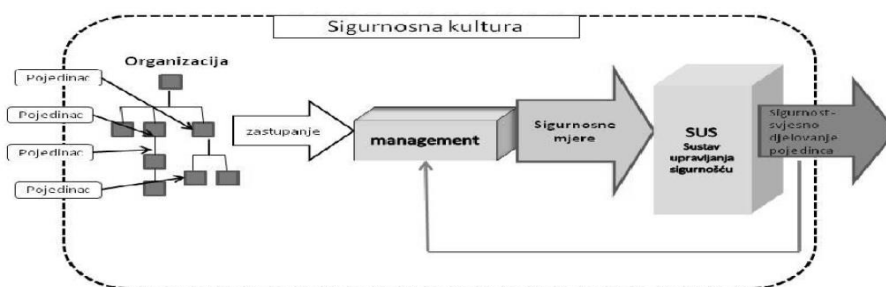 Sigurnosna kultura
Organizacija
Pojedinac
Pojedinac
Pojedinac
Pojedinac
zastupanje
management
Sigurnosne
mjere
SUS
Sustav
upravljanja
sigurnošću
Sigurnost-
svjesno
djelovanje
pojedinca